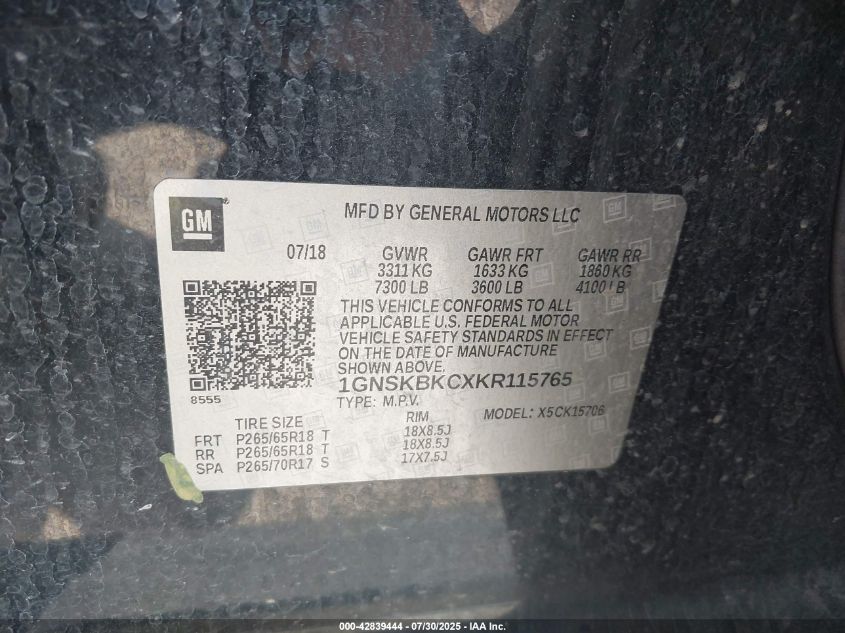 GM
MFD BY GENERAL MOTORS LLC
07/18 GVWR GAWR FRT GAWR RR
3311 KG 1633 KG 1860 KG
7300 LB 3600 LB 4100 LB
THIS VEHICLE CONFORMS TO ALL
APPLICABLE U.S. FEDERAL MOTOR
VEHICLE SAFETY STANDARDS IN EFFECT
ON THE DATE OF MANUFACTURE
SHOWN ABOVE.
1GNSKBKCXKR115765
8555
TYPE: M.P.V. MODEL: X5CK15706
TIRE SIZE RIM
FRT P265/65R18 T 18X8.5J
RR P265/65R18 T 18X8.5J
SPA P265/70R17 S 17X7.5J
000-42839444 - 07/30/2025 - IAA Inc.